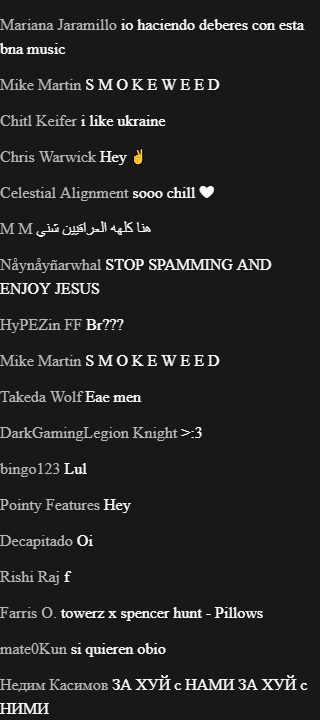 Mariana Jaramillo io haciendo deberes con esta
bna music
Mike Martin S M O K E W E E D
Chitl Keifer i like ukraine
Chris Warwick Hey ✌
Celestial Alignment sooo chill 🤍
M M هنا كلهه العراقيين تنني
Nåynåyñarwhal STOP SPAMMING AND
ENJOY JESUS
HyPEZin FF Br???
Mike Martin S M O K E W E E D
Takeda Wolf Eae men
DarkGamingLegion Knight >:3
bingo123 Lul
Pointy Features Hey
Decapitado Oi
Rishi Raj f
Farris O. towerz x spencer hunt - Pillows
mate0Kun si quieren obio
Недим Касимов ЗА ХУЙ с НАМИ ЗА ХУЙ с
НИМИ